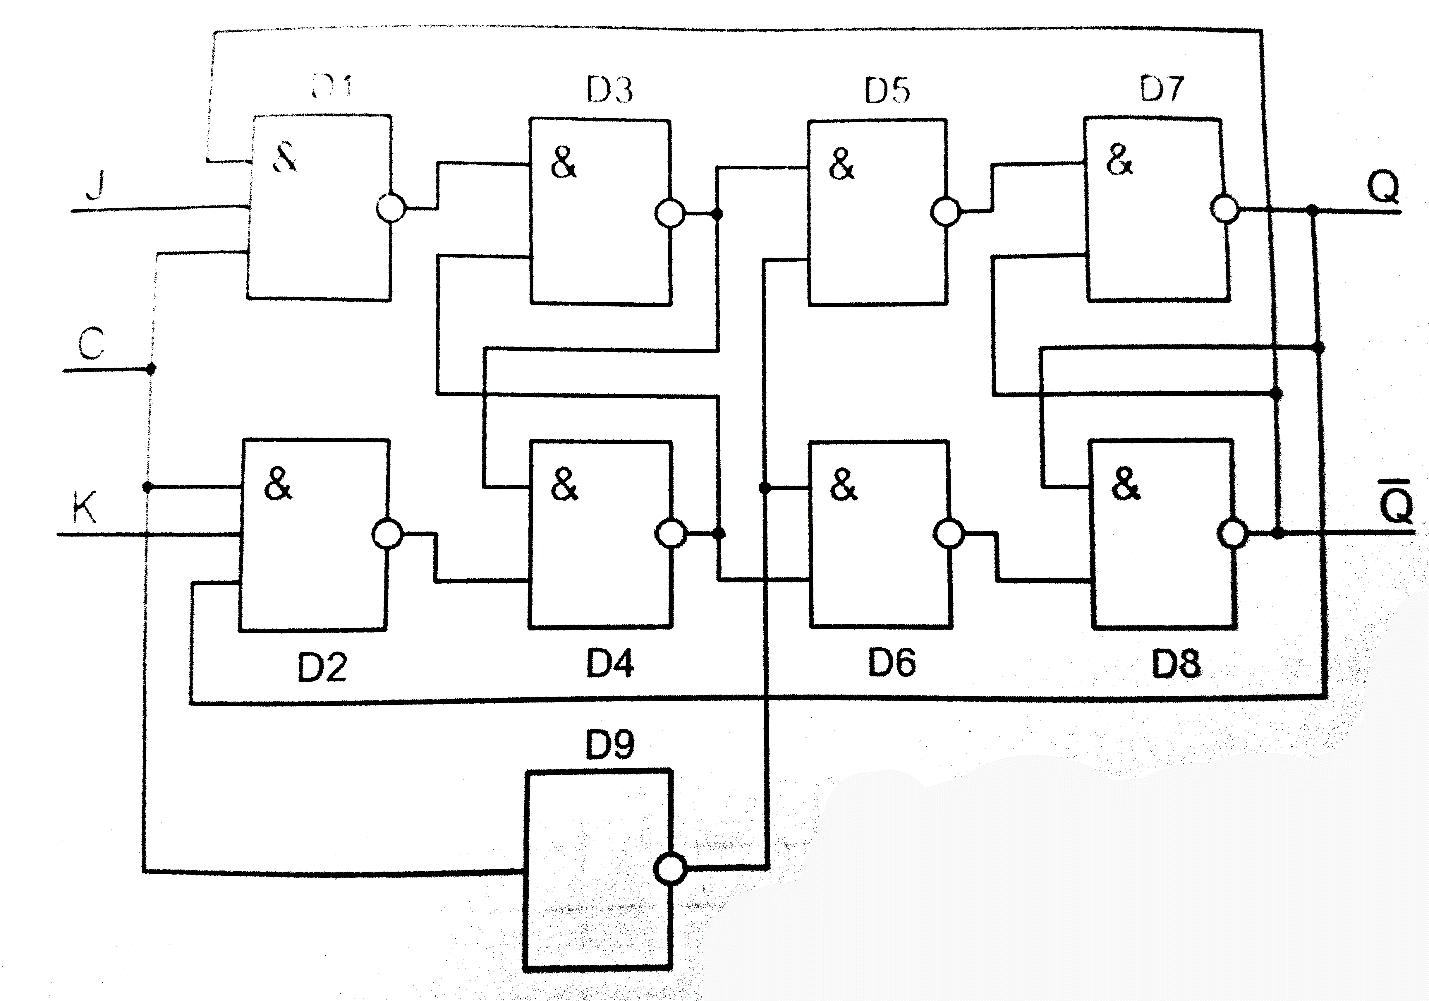 D1 D3 D5 D7
& & & &
J
Q
C
& & & &
K
Q̅
D2 D4 D6 D8
D9